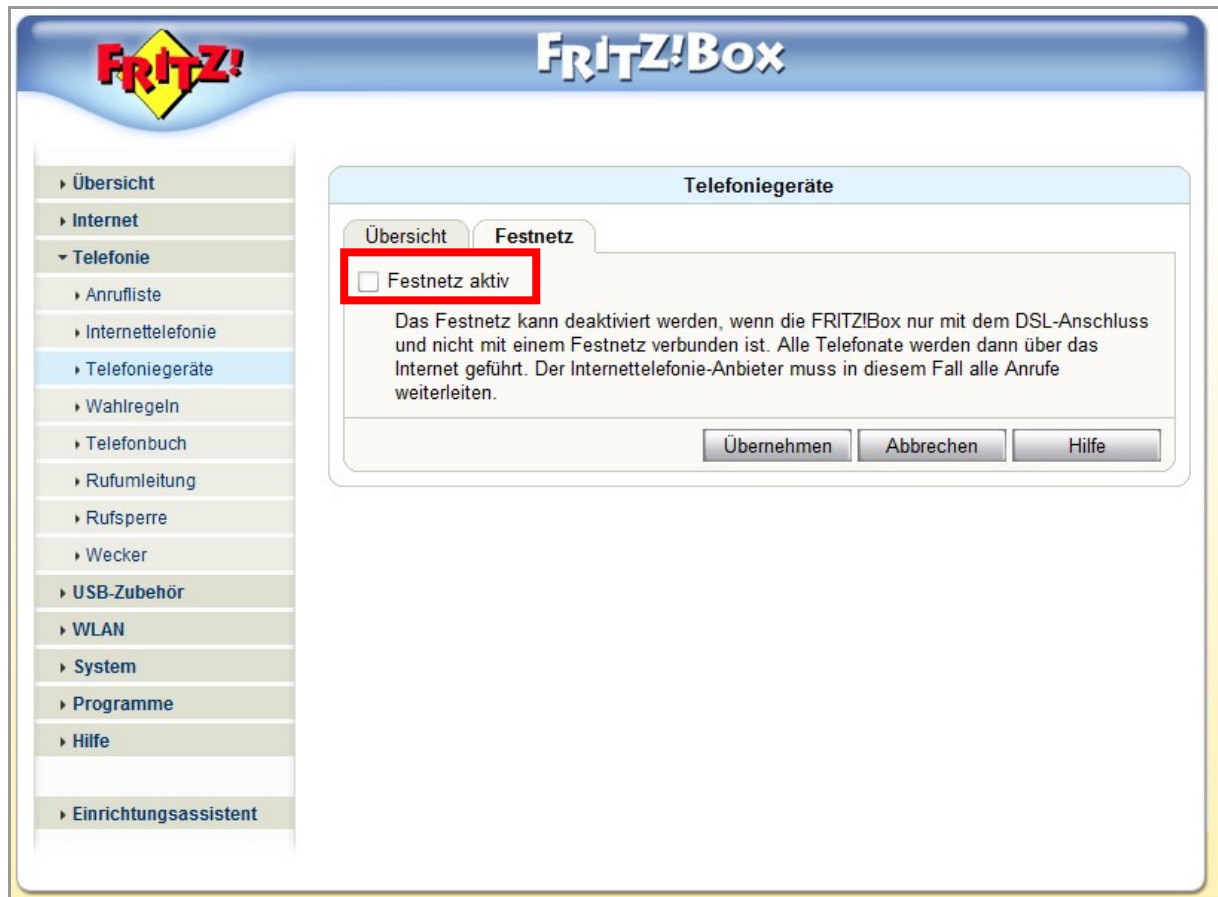 FRITZ!
FRITZ!Box
Übersicht
Internet
Telefonie
Anrufliste
Internettelefonie
Telefoniegeräte
Wahlregeln
Telefonbuch
Rufumleitung
Rufsperre
Wecker
USB-Zubehör
WLAN
System
Programme
Hilfe
Einrichtungsassistent
Telefoniegeräte
Übersicht Festnetz
Festnetz aktiv
Das Festnetz kann deaktiviert werden, wenn die FRITZ!Box nur mit dem DSL-Anschluss
und nicht mit einem Festnetz verbunden ist. Alle Telefonate werden dann über das
Internet geführt. Der Internettelefonie-Anbieter muss in diesem Fall alle Anrufe
weiterleiten.
Übernehmen Abbrechen Hilfe